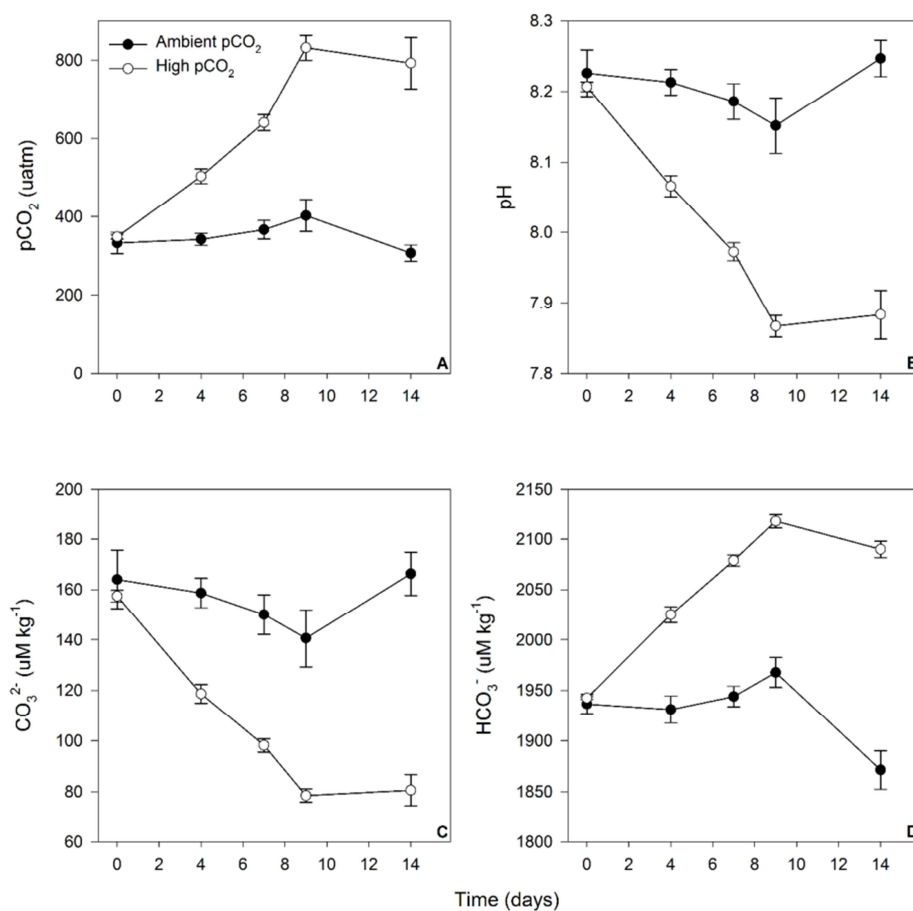 Ambient pCO₂
High pCO₂
pCO₂ (uatm)
800
600
400
200
0
0 2 4 6 8 10 12 14
A
pH
8.3
8.2
8.1
8.0
7.9
7.8
0 2 4 6 8 10 12 14
CO₃²⁻ (uM kg⁻¹)
200
180
160
140
120
100
80
60
0 2 4 6 8 10 12 14
C
HCO₃⁻ (uM kg⁻¹)
2150
2100
2050
2000
1950
1900
1850
1800
0 2 4 6 8 10 12 14
Time (days)